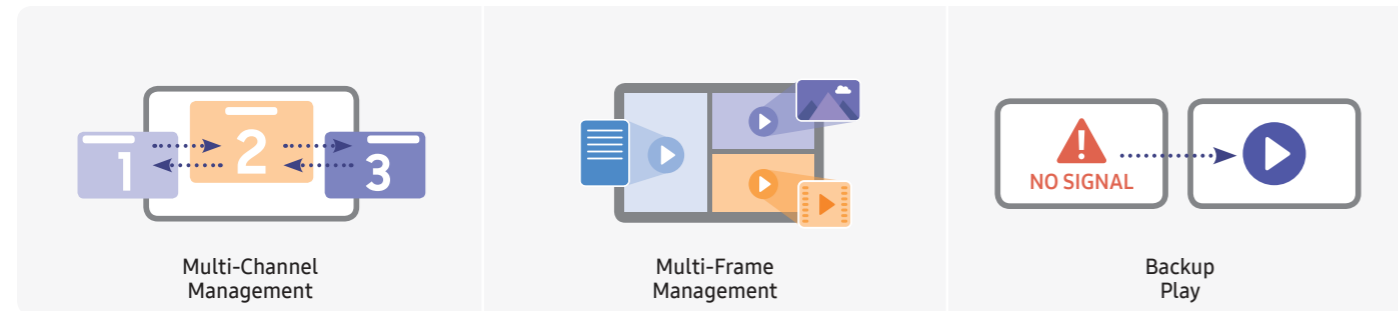 1
2
3
Multi-Channel
Management
Multi-Frame
Management
NO SIGNAL
Backup
Play